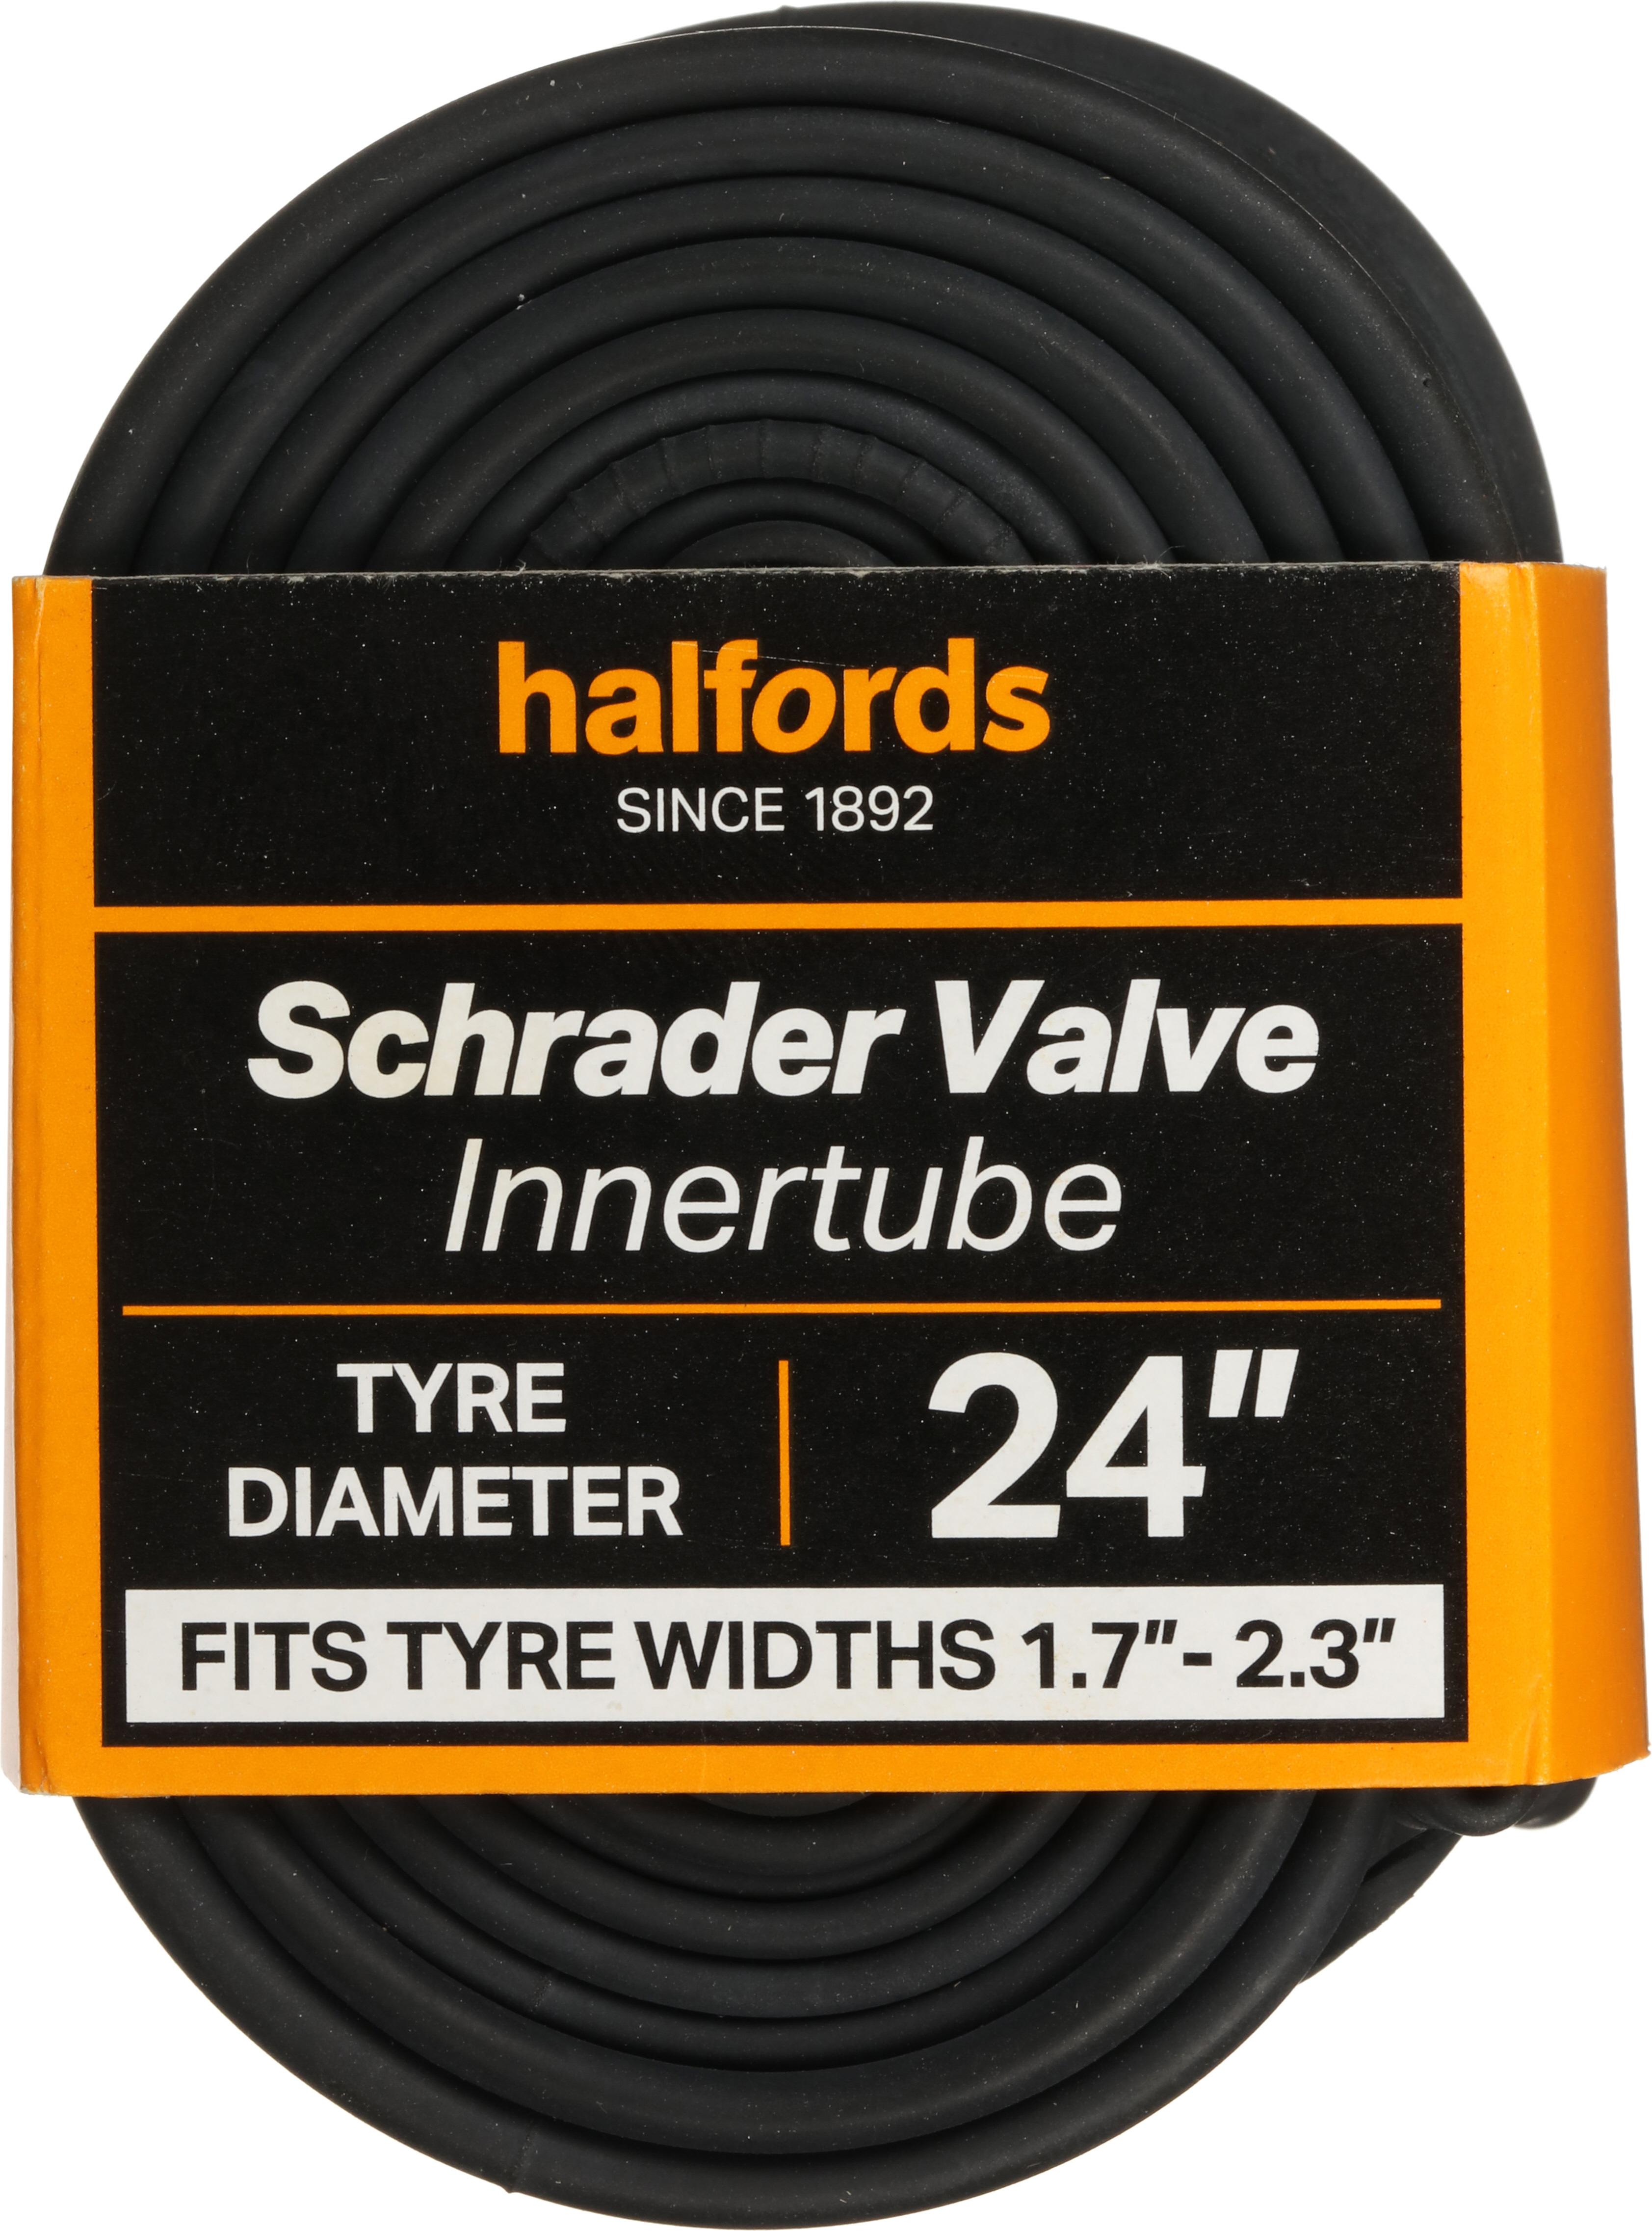 halfords
SINCE 1892
Schrader Valve
Innertube
TYRE
DIAMETER
24"
FITS TYRE WIDTHS 1.7"- 2.3"